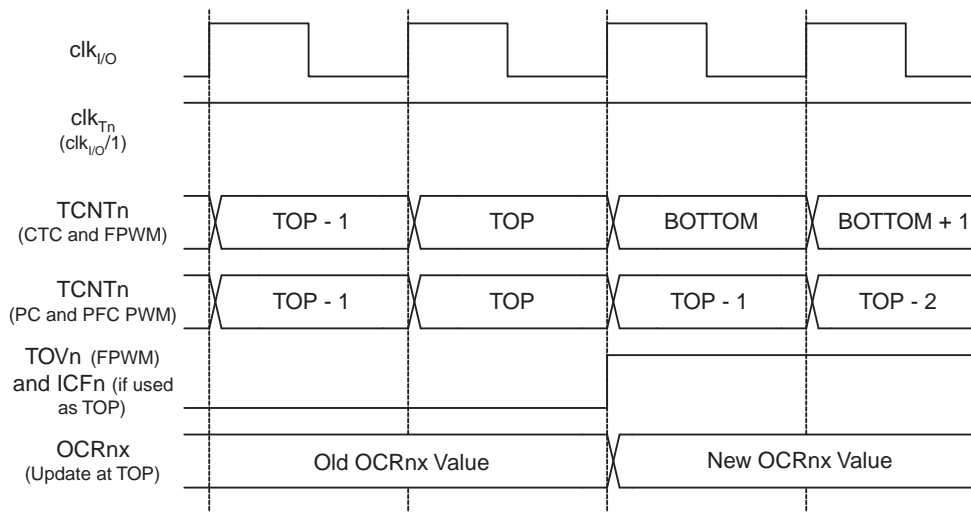 clkI/O
clkTn
(clkI/O/1)
TCNTn
(CTC and FPWM)
TOP - 1
TOP
BOTTOM
BOTTOM + 1
TCNTn
(PC and PFC PWM)
TOP - 1
TOP
TOP - 1
TOP - 2
TOVn (FPWM)
and ICFn (if used
as TOP)
OCRnx
(Update at TOP)
Old OCRnx Value
New OCRnx Value